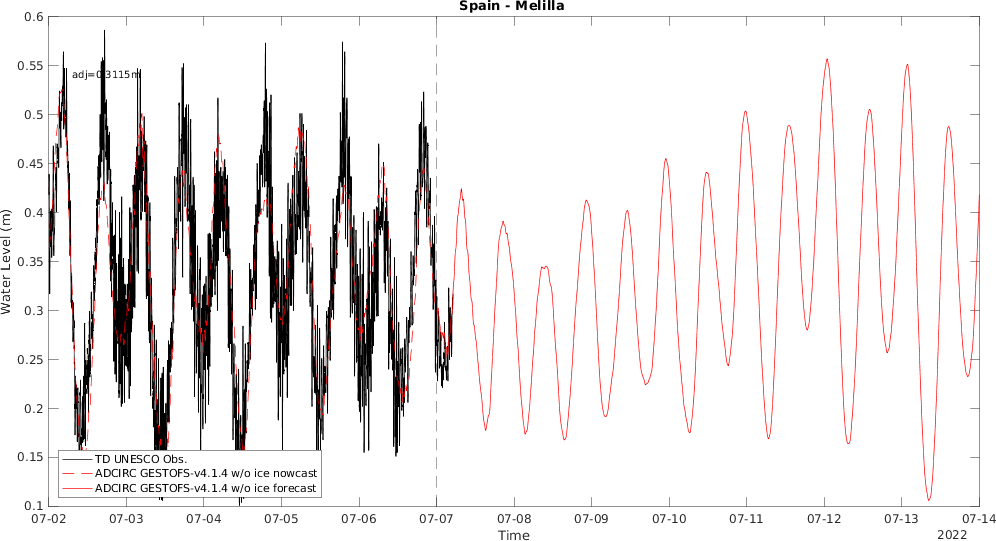 Spain - Melilla
0.6
0.55
adj=0.3115m
0.5
0.45
0.4
0.35
0.3
0.25
0.2
0.15
0.1
Water Level (m)
TD UNESCO Obs.
ADCIRC GESTOFS-v4.1.4 w/o ice nowcast
ADCIRC GESTOFS-v4.1.4 w/o ice forecast
07-02 07-03 07-04 07-05 07-06 07-07 07-08 07-09 07-10 07-11 07-12 07-13 07-14
Time
2022